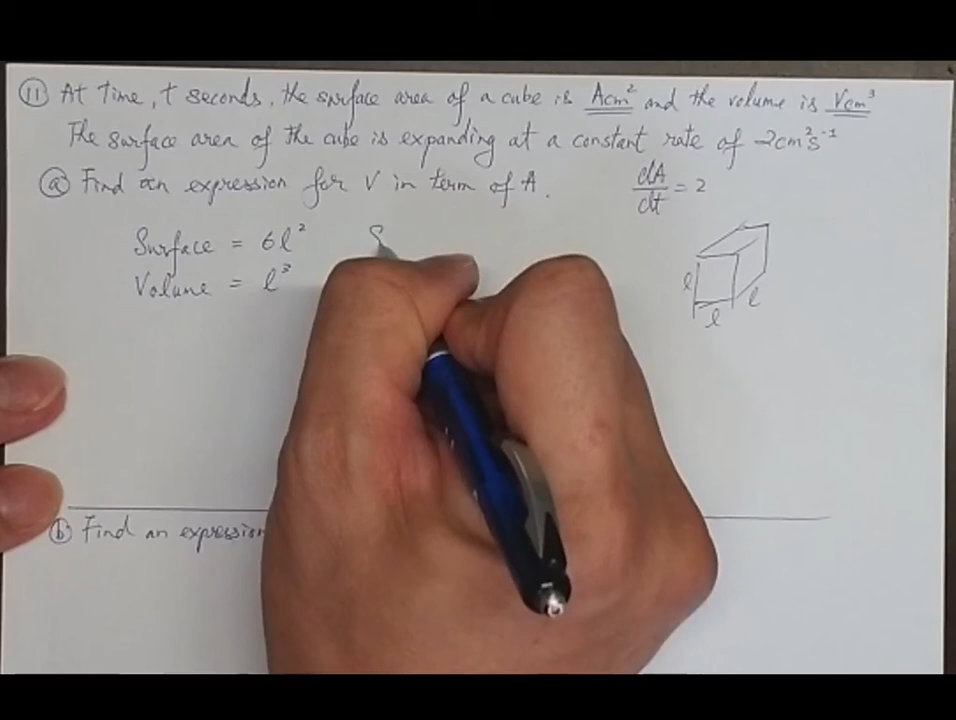 ⑪ At Time, t seconds, the surface area of a cube is A cm² and the volume is V cm³
The surface area of the cube is expanding at a constant rate of 2cm²s⁻¹
ⓐ Find an expression for V in term of A. dA/dt = 2
Surface = 6l² S
Volume = l³
l l l
ⓑ Find an expression